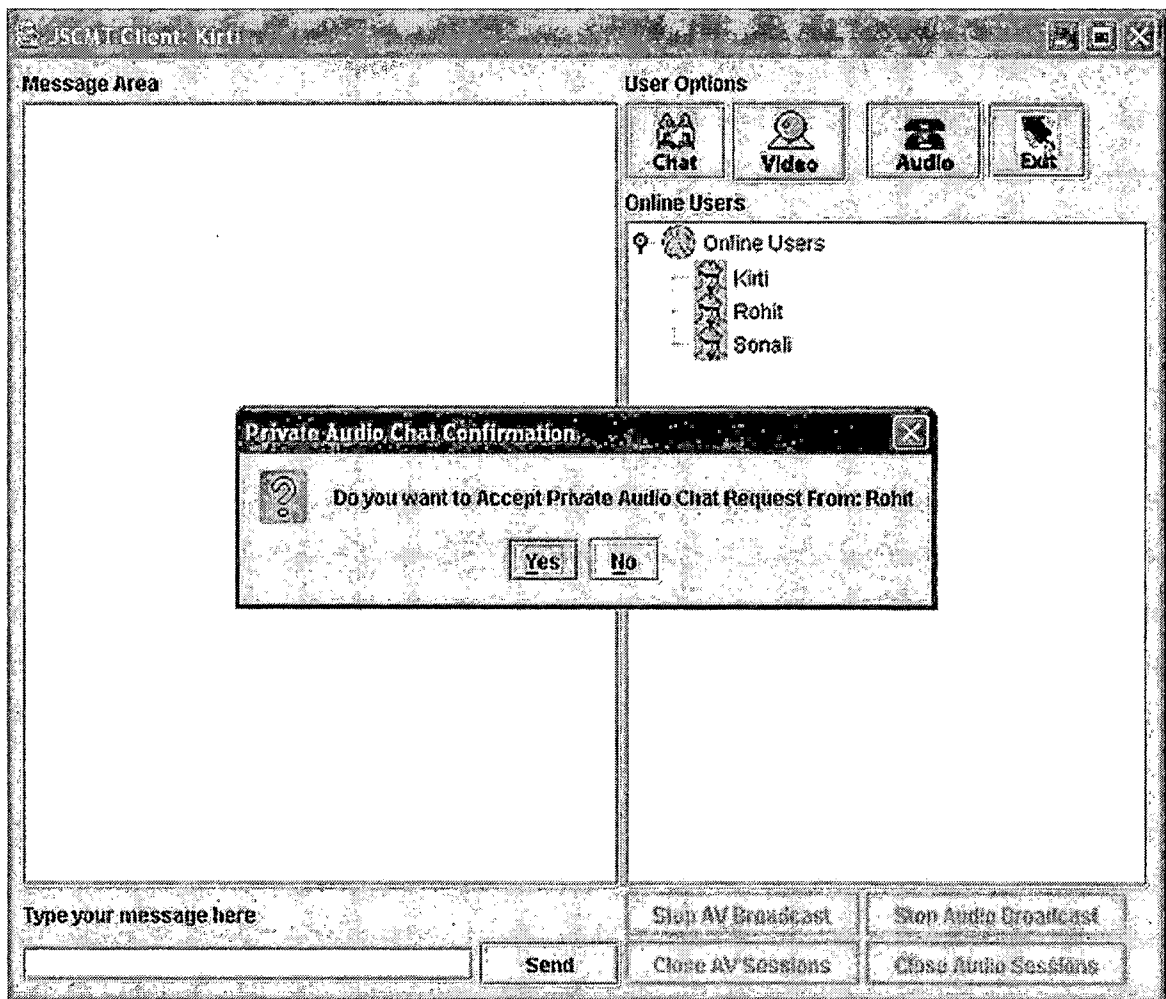 JSCMT Client: Kirti
Message Area
User Options
Chat
Video
Audio
Exit
Online Users
Online Users
Kirti
Rohit
Sonali
Private Audio Chat Confirmation
Do you want to Accept Private Audio Chat Request From: Rohit
Yes
No
Type your message here
Send
Stop AV Broadcast
Stop Audio Broadcast
Close AV Sessions
Close Audio Sessions